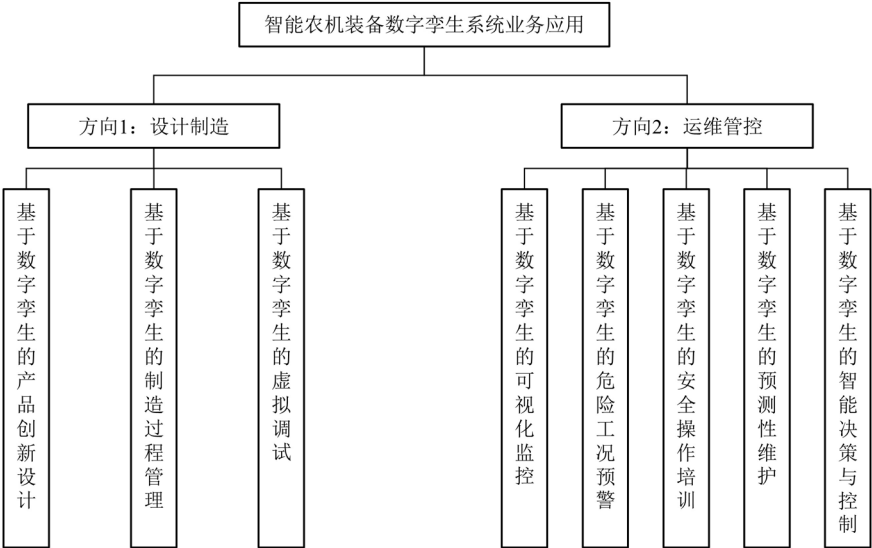 智能农机装备数字孪生系统业务应用
方向1：设计制造
方向2：运维管控
基于数字孪生的产品创新设计
基于数字孪生的制造过程管理
基于数字孪生的虚拟调试
基于数字孪生的可视化监控
基于数字孪生的危险工况预警
基于数字孪生的安全操作培训
基于数字孪生的预测性维护
基于数字孪生的智能决策与控制